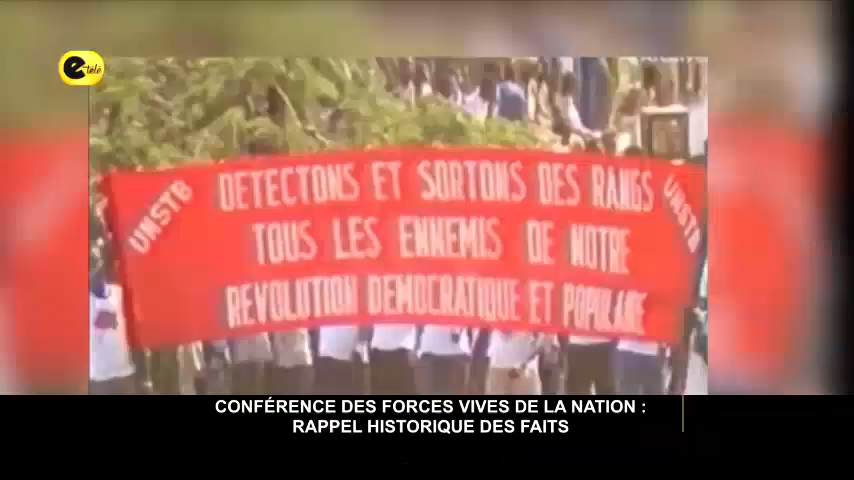 e-télé
UNSTB
DETECTONS ET SORTONS DES RANGS
UNSTB
TOUS LES ENNEMIS DE NOTRE
REVOLUTION DEMOCRATIQUE ET POPULAIRE
CONFÉRENCE DES FORCES VIVES DE LA NATION :
RAPPEL HISTORIQUE DES FAITS